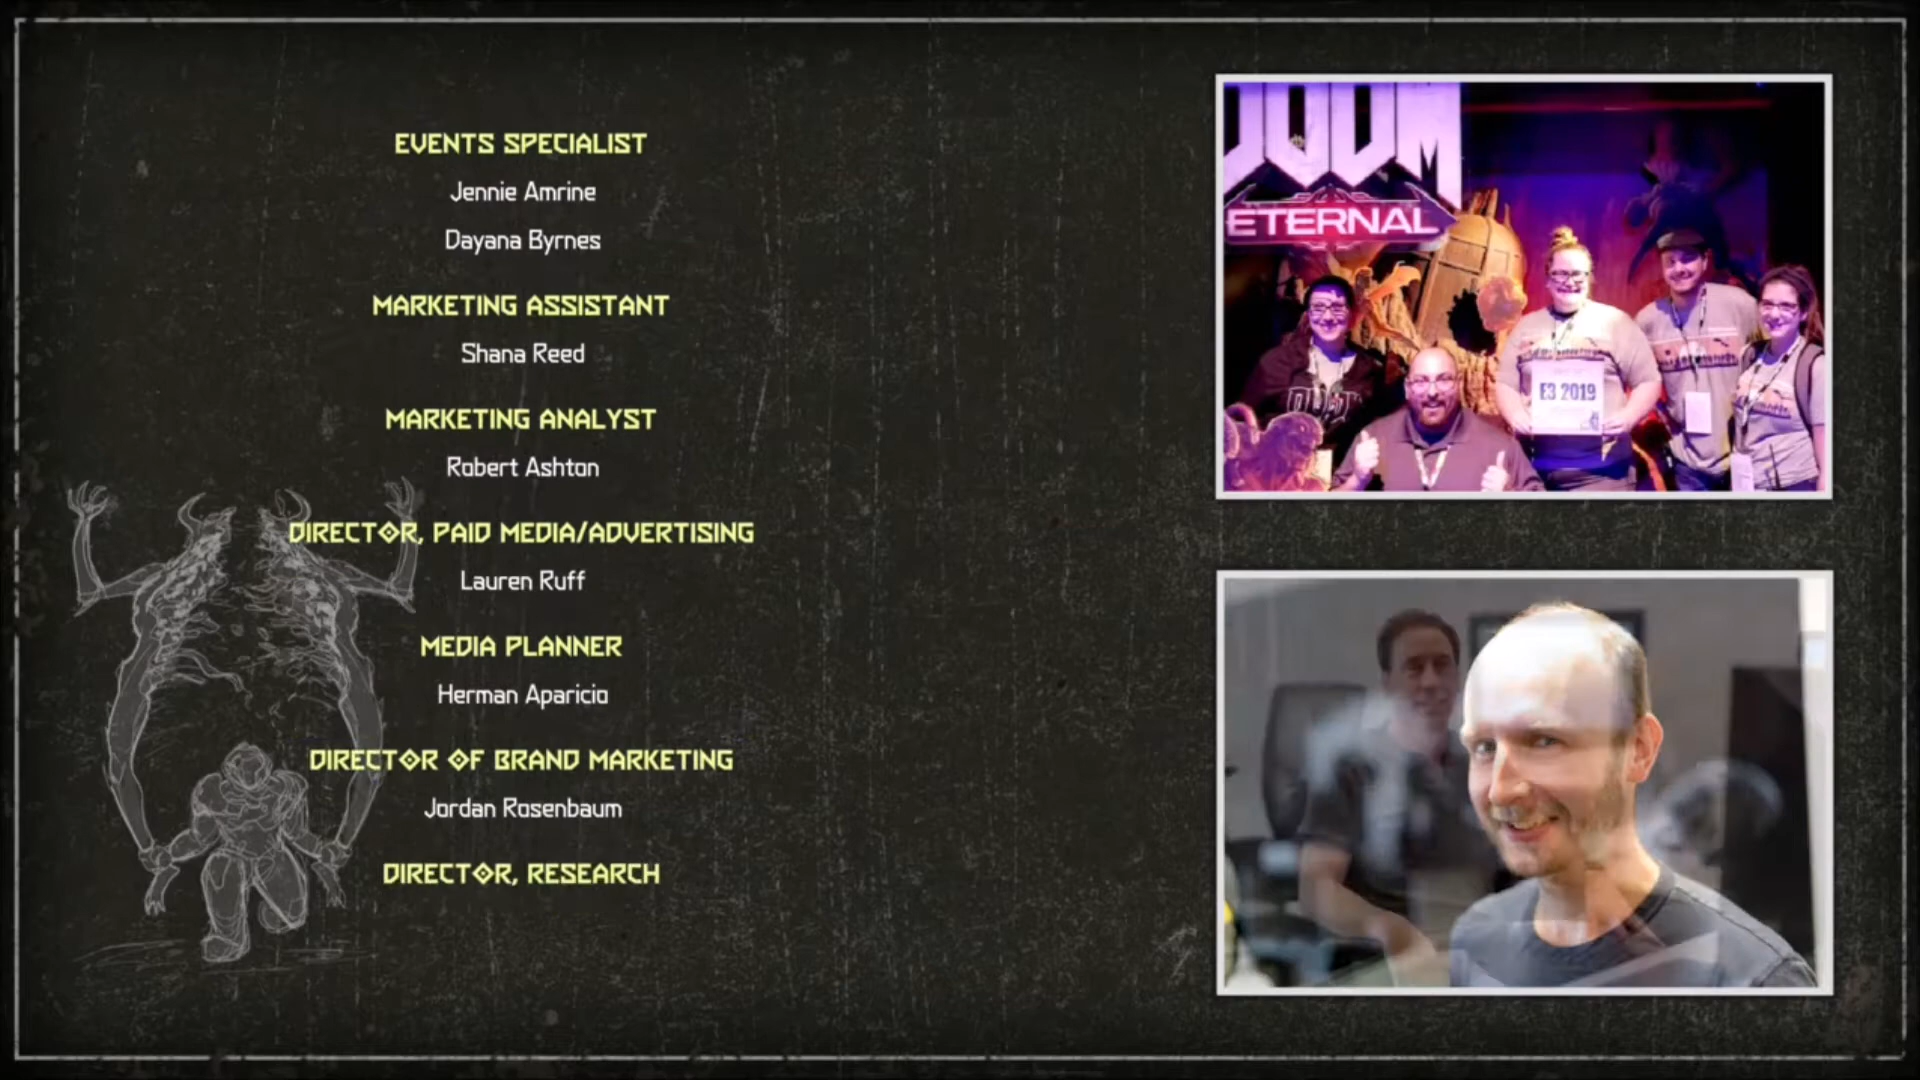 EVENTS SPECIALIST
Jennie Amrine
Dayana Byrnes
MARKETING ASSISTANT
Shana Reed
MARKETING ANALYST
Robert Ashton
DIRECTOR, PAID MEDIA/ADVERTISING
Lauren Ruff
MEDIA PLANNER
Herman Aparicio
DIRECTOR OF BRAND MARKETING
Jordan Rosenbaum
DIRECTOR, RESEARCH
DOOM
ETERNAL
E3 2019